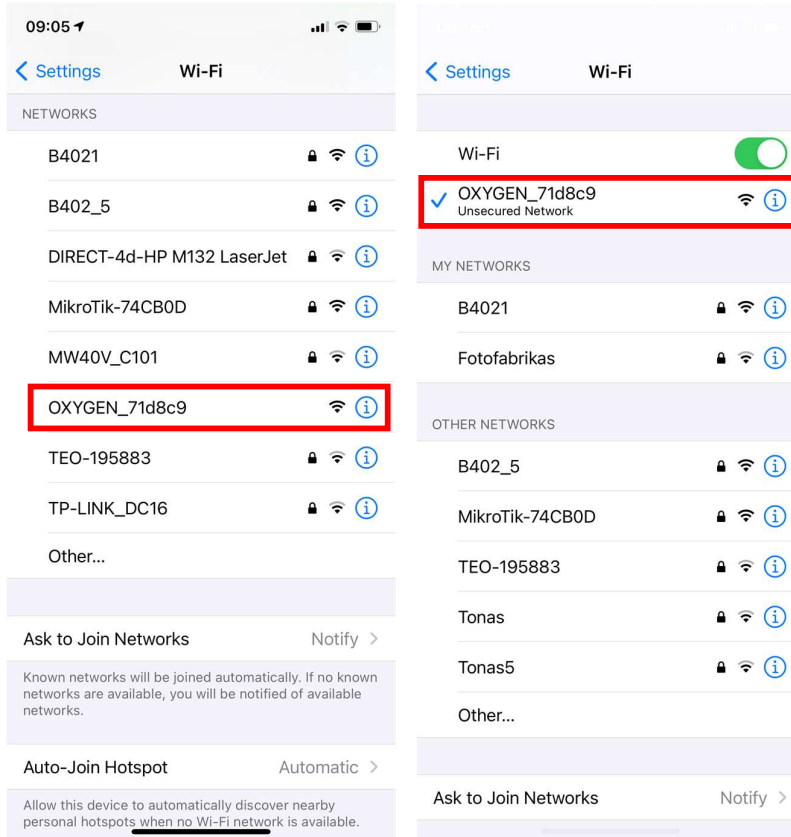 09:05
Settings
Wi-Fi
NETWORKS
B4021
B402_5
DIRECT-4d-HP M132 LaserJet
MikroTik-74CB0D
MW40V_C101
OXYGEN_71d8c9
TEO-195883
TP-LINK_DC16
Other...
Ask to Join Networks
Notify
Known networks will be joined automatically. If no known
networks are available, you will be notified of available
networks.
Auto-Join Hotspot
Automatic
Allow this device to automatically discover nearby
personal hotspots when no Wi-Fi network is available.
Settings
Wi-Fi
Wi-Fi
OXYGEN_71d8c9
Unsecured Network
MY NETWORKS
B4021
Fotofabrikas
OTHER NETWORKS
B402_5
MikroTik-74CB0D
TEO-195883
Tonas
Tonas5
Other...
Ask to Join Networks
Notify